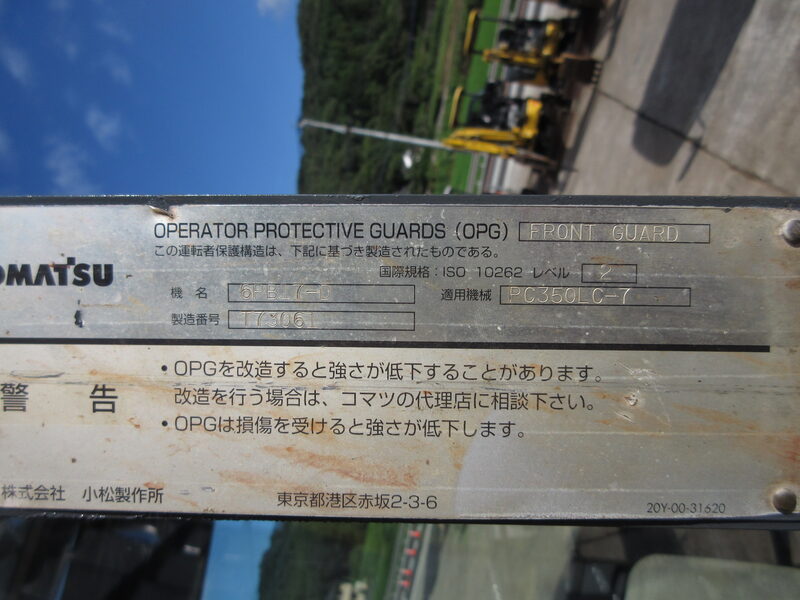 OPERATOR PROTECTIVE GUARDS (OPG) FRONT GUARD
この運転者保護構造は、下記に基づき製造されたものである。
国際規格:ISO 10262 レベル 2
OMATSU
機 名 適用機械 PC350LC-7
製造番号 T73061
警 告
・OPGを改造すると強さが低下することがあります。
改造を行う場合は、コマツの代理店に相談下さい。
・OPGは損傷を受けると強さが低下します。
株式会社 小松製作所 東京都港区赤坂2-3-6
20Y-00-31620